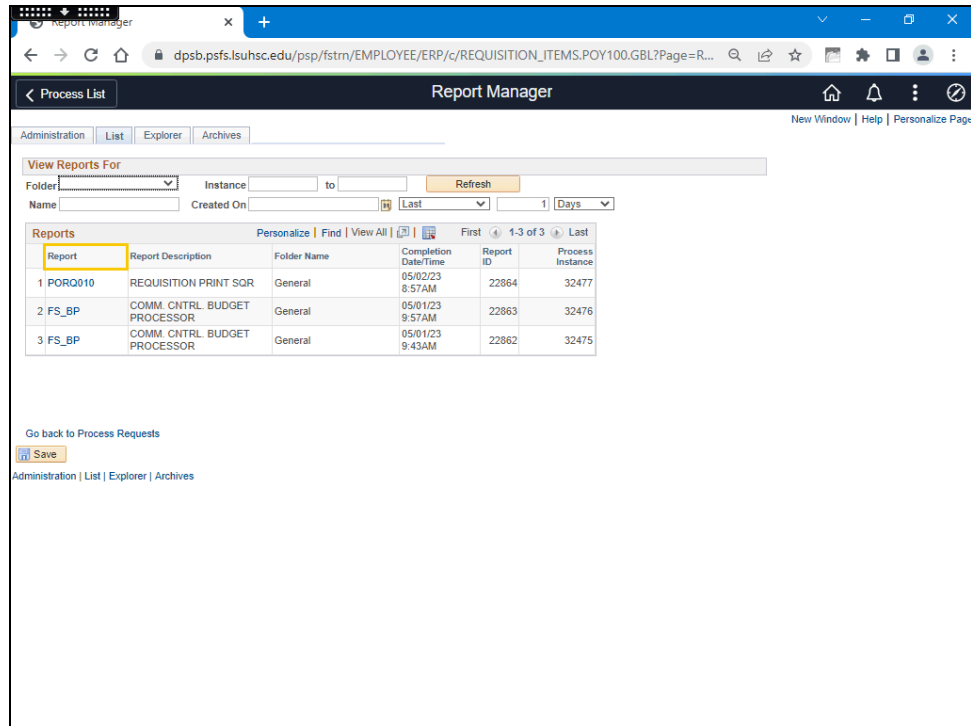 Report Manager
dpsb.psfs.lsuhsc.edu/psp/fstrn/EMPLOYEE/ERP/c/REQUISITION_ITEMS.POY100.GBL?Page=R...
Process List
Report Manager
New Window | Help | Personalize Page
Administration List Explorer Archives
View Reports For
Folder Instance to Refresh
Name Created On Last 1 Days
Reports Personalize | Find | View All | First 1-3 of 3 Last
Report Report Description Folder Name Completion Date/Time Report ID Process Instance
1 PORQ010 REQUISITION PRINT SQR General 05/02/23 8:57AM 22864 32477
2 FS_BP COMM. CNTRL. BUDGET PROCESSOR General 05/01/23 9:57AM 22863 32476
3 FS_BP COMM. CNTRL. BUDGET PROCESSOR General 05/01/23 9:43AM 22862 32475
Go back to Process Requests
Save
Administration | List | Explorer | Archives